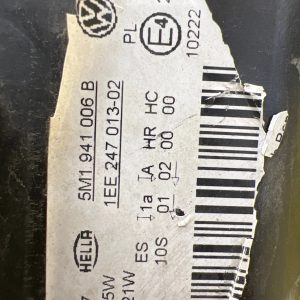 PL
E4
10222
5M1 941 006 B
1EE 247 013-02
I1a IA HR HC
01 02 00 00
HELLA
ES
10S
5W
21W